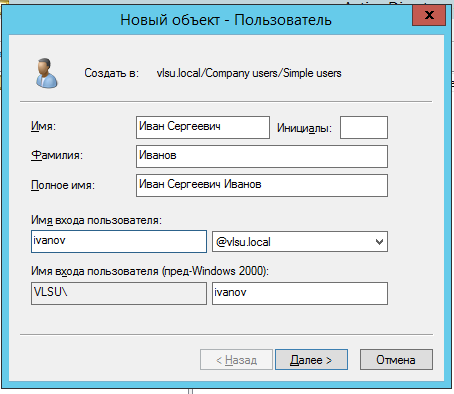 Новый объект - Пользователь
x
Создать в: vlsu.local/Company users/Simple users
Имя: Иван Сергеевич Инициалы:
Фамилия: Иванов
Полное имя: Иван Сергеевич Иванов
Имя входа пользователя:
ivanov @vlsu.local
Имя входа пользователя (пред-Windows 2000):
VLSU\ ivanov
< Назад Далее > Отмена